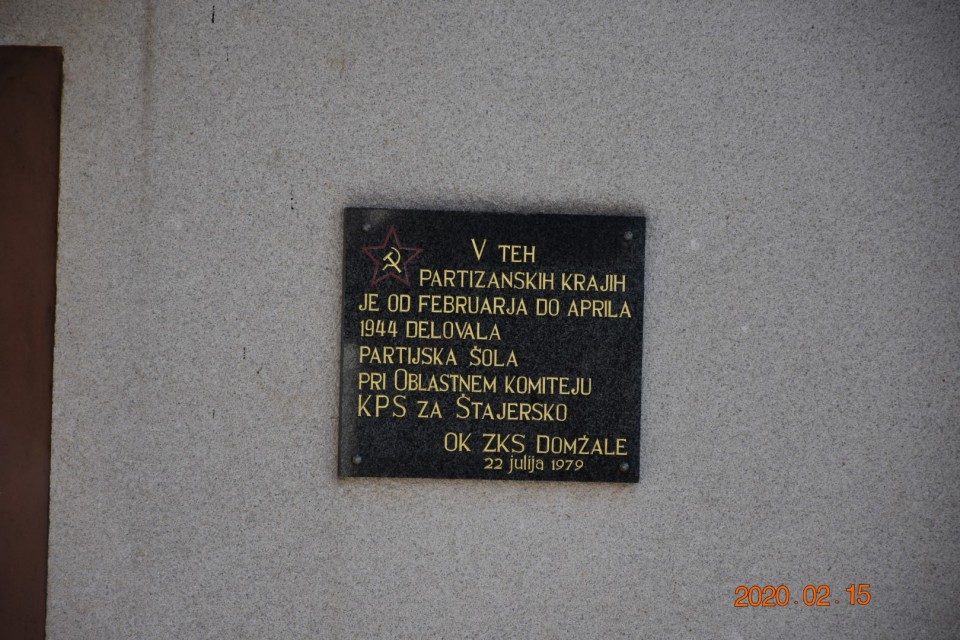 V TEH
PARTIZANSKIH KRAJIH
JE OD FEBRUARJA DO APRILA
1944 DELOVALA
PARTIJSKA ŠOLA
PRI OBLASTNEM KOMITEJU
KPS ZA ŠTAJERSKO
OK ZKS DOMŽALE
22 julija 1979
2020.02.15